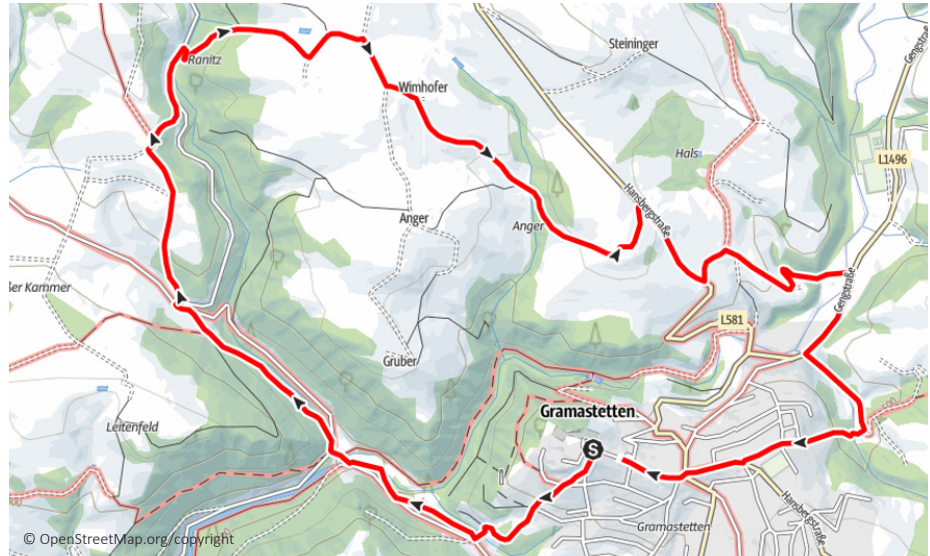 Steininger
Gengstraße
Ranitz
Wimhofer
L1496
Hals
Hansbergstraße
Anger
Anger
ßer Kammer
Gengstraße
L581
Gruber
Gramastetten
S
Leitenfeld
Gramastetten
Hansbergstraße
© OpenStreetMap.org/copyright